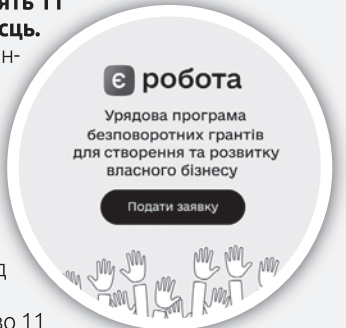 ять 11
сць.
н-
є робота
Урядова програма
безповоротних грантів
для створення та розвитку
власного бізнесу
Подати заявку
д
во 11